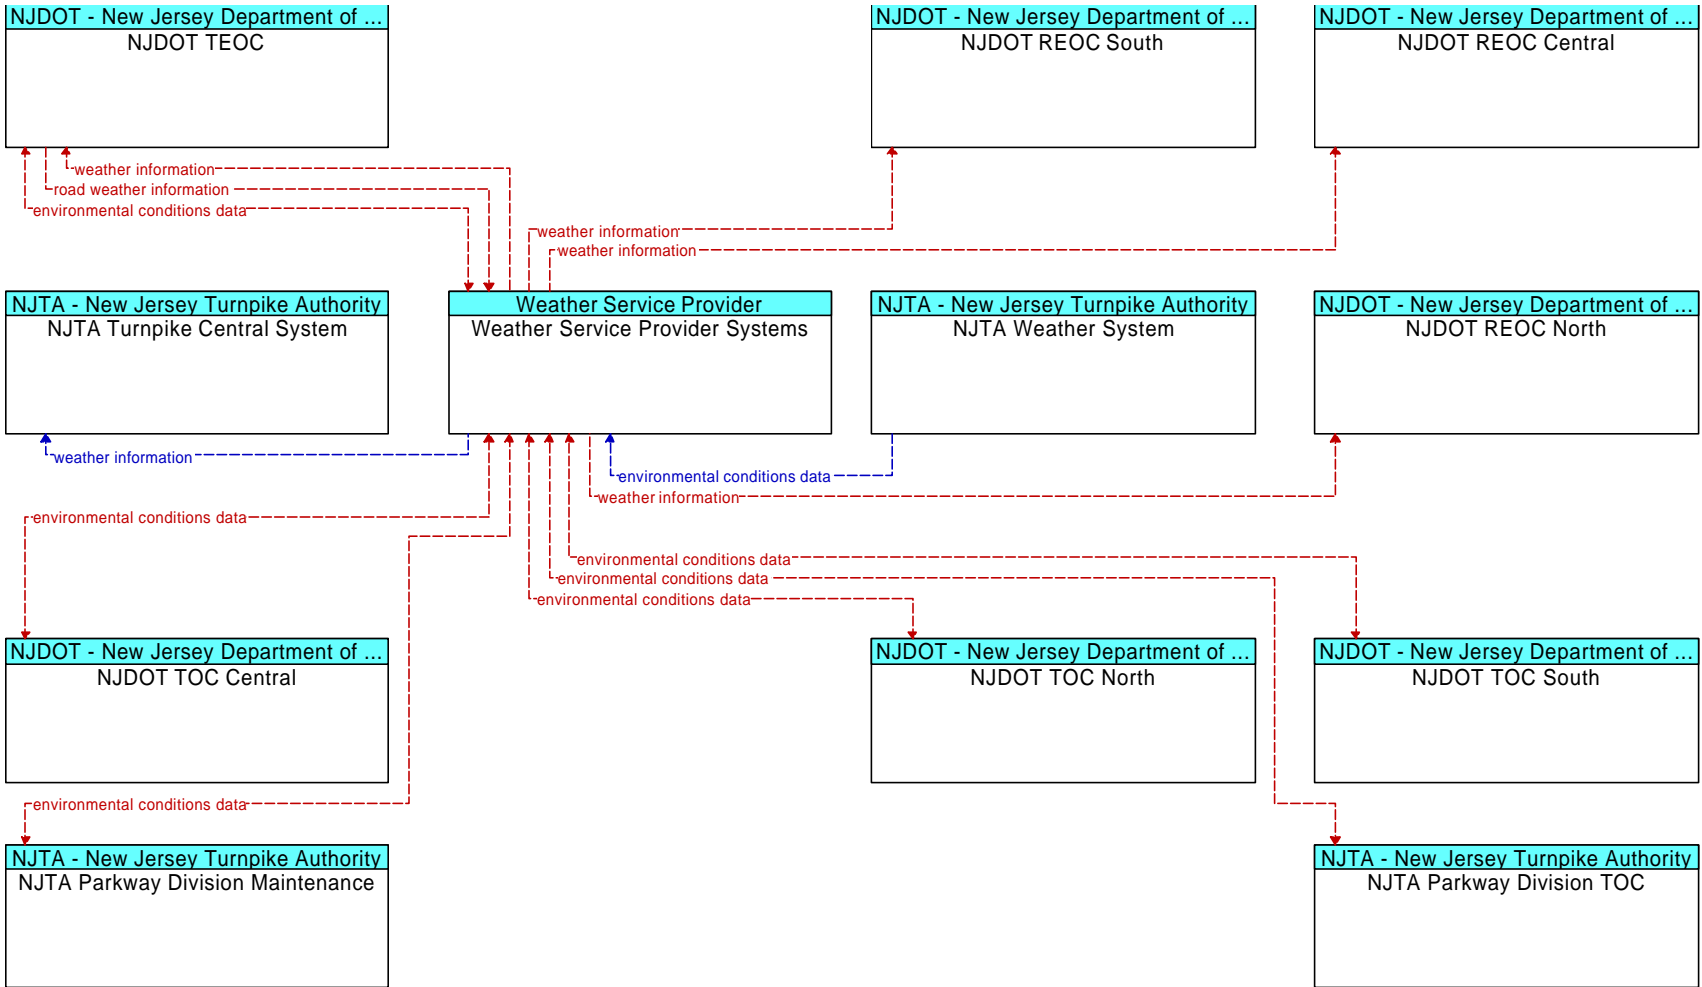 NJDOT - New Jersey Department of ...
NJDOT TEOC
NJDOT - New Jersey Department of ...
NJDOT REOC South
NJDOT - New Jersey Department of ...
NJDOT REOC Central
weather information
road weather information
environmental conditions data
weather information
weather information
NJTA - New Jersey Turnpike Authority
NJTA Turnpike Central System
Weather Service Provider
Weather Service Provider Systems
NJTA - New Jersey Turnpike Authority
NJTA Weather System
NJDOT - New Jersey Department of ...
NJDOT REOC North
weather information
environmental conditions data
weather information
environmental conditions data
environmental conditions data
environmental conditions data
environmental conditions data
NJDOT - New Jersey Department of ...
NJDOT TOC Central
NJDOT - New Jersey Department of ...
NJDOT TOC North
NJDOT - New Jersey Department of ...
NJDOT TOC South
environmental conditions data
NJTA - New Jersey Turnpike Authority
NJTA Parkway Division Maintenance
NJTA - New Jersey Turnpike Authority
NJTA Parkway Division TOC